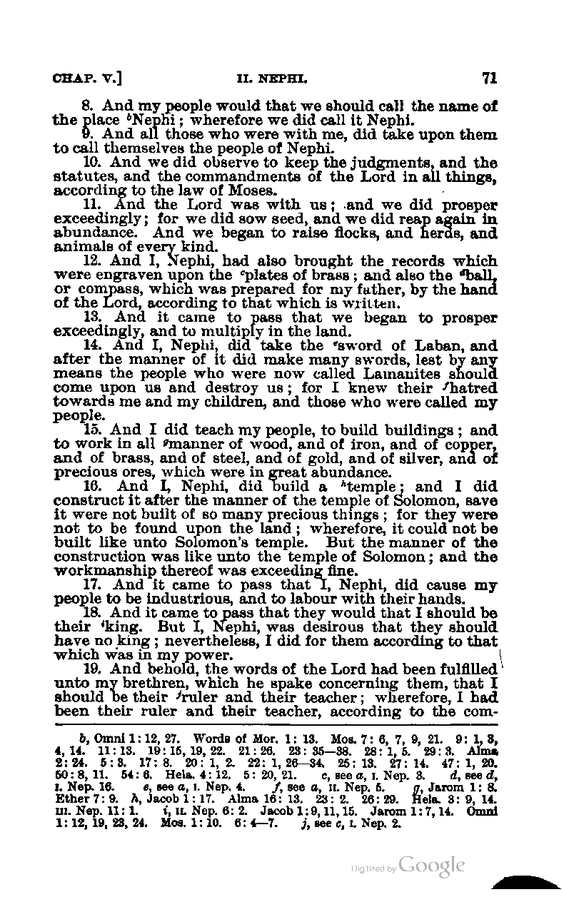 CHAP. V.] II. NEPHI. 71
8. And my people would that we should call the name of
the place ᵇNephi; wherefore we did call it Nephi.
9. And all those who were with me, did take upon them
to call themselves the people of Nephi.
10. And we did observe to keep the judgments, and the
statutes, and the commandments of the Lord in all things,
according to the law of Moses.
11. And the Lord was with us; and we did prosper
exceedingly; for we did sow seed, and we did reap again in
abundance. And we began to raise flocks, and herds, and
animals of every kind.
12. And I, Nephi, had also brought the records which
were engraven upon the ᶜplates of brass; and also the ᵈball,
or compass, which was prepared for my father, by the hand
of the Lord, according to that which is written.
13. And it came to pass that we began to prosper
exceedingly, and to multiply in the land.
14. And I, Nephi, did take the ᵉsword of Laban, and
after the manner of it did make many swords, lest by any
means the people who were now called Lamanites should
come upon us and destroy us; for I knew their ᶠhatred
towards me and my children, and those who were called my
people.
15. And I did teach my people, to build buildings; and
to work in all ᵍmanner of wood, and of iron, and of copper,
and of brass, and of steel, and of gold, and of silver, and of
precious ores, which were in great abundance.
16. And I, Nephi, did build a ʰtemple; and I did
construct it after the manner of the temple of Solomon, save
it were not built of so many precious things; for they were
not to be found upon the land; wherefore, it could not be
built like unto Solomon's temple. But the manner of the
construction was like unto the temple of Solomon; and the
workmanship thereof was exceeding fine.
17. And it came to pass that I, Nephi, did cause my
people to be industrious, and to labour with their hands.
18. And it came to pass that they would that I should be
their ⁱking. But I, Nephi, was desirous that they should
have no king; nevertheless, I did for them according to that
which was in my power.
19. And behold, the words of the Lord had been fulfilled
unto my brethren, which he spake concerning them, that I
should be their ʲruler and their teacher; wherefore, I had
been their ruler and their teacher, according to the com-
b, Omni 1: 12, 27. Words of Mor. 1: 13. Mos. 7: 6, 7, 9, 21. 9: 1, 3,
4, 14. 11: 13. 19: 15, 19, 22. 21: 26. 23: 35—38. 28: 1, 5. 29: 3. Alma
2: 24. 5: 3. 17: 8. 20: 1, 2. 22: 1, 26—34. 25: 13. 27: 14. 47: 1, 20.
50: 8, 11. 54: 6. Hela. 4: 12. 5: 20, 21. c, see a, I. Nep. 3. d, see d,
I. Nep. 16. e, see a, I. Nep. 4. f, see a, II. Nep. 5. g, Jarom 1: 8.
Ether 7: 9. h, Jacob 1: 17. Alma 16: 13. 23: 2. 26: 29. Hela. 3: 9, 14.
III. Nep. 11: 1. i, II. Nep. 6: 2. Jacob 1: 9, 11, 15. Jarom 1: 7, 14. Omni
1: 12, 19, 23, 24. Mos. 1: 10. 6: 4—7. j, see c, I. Nep. 2.
Digitized by Google